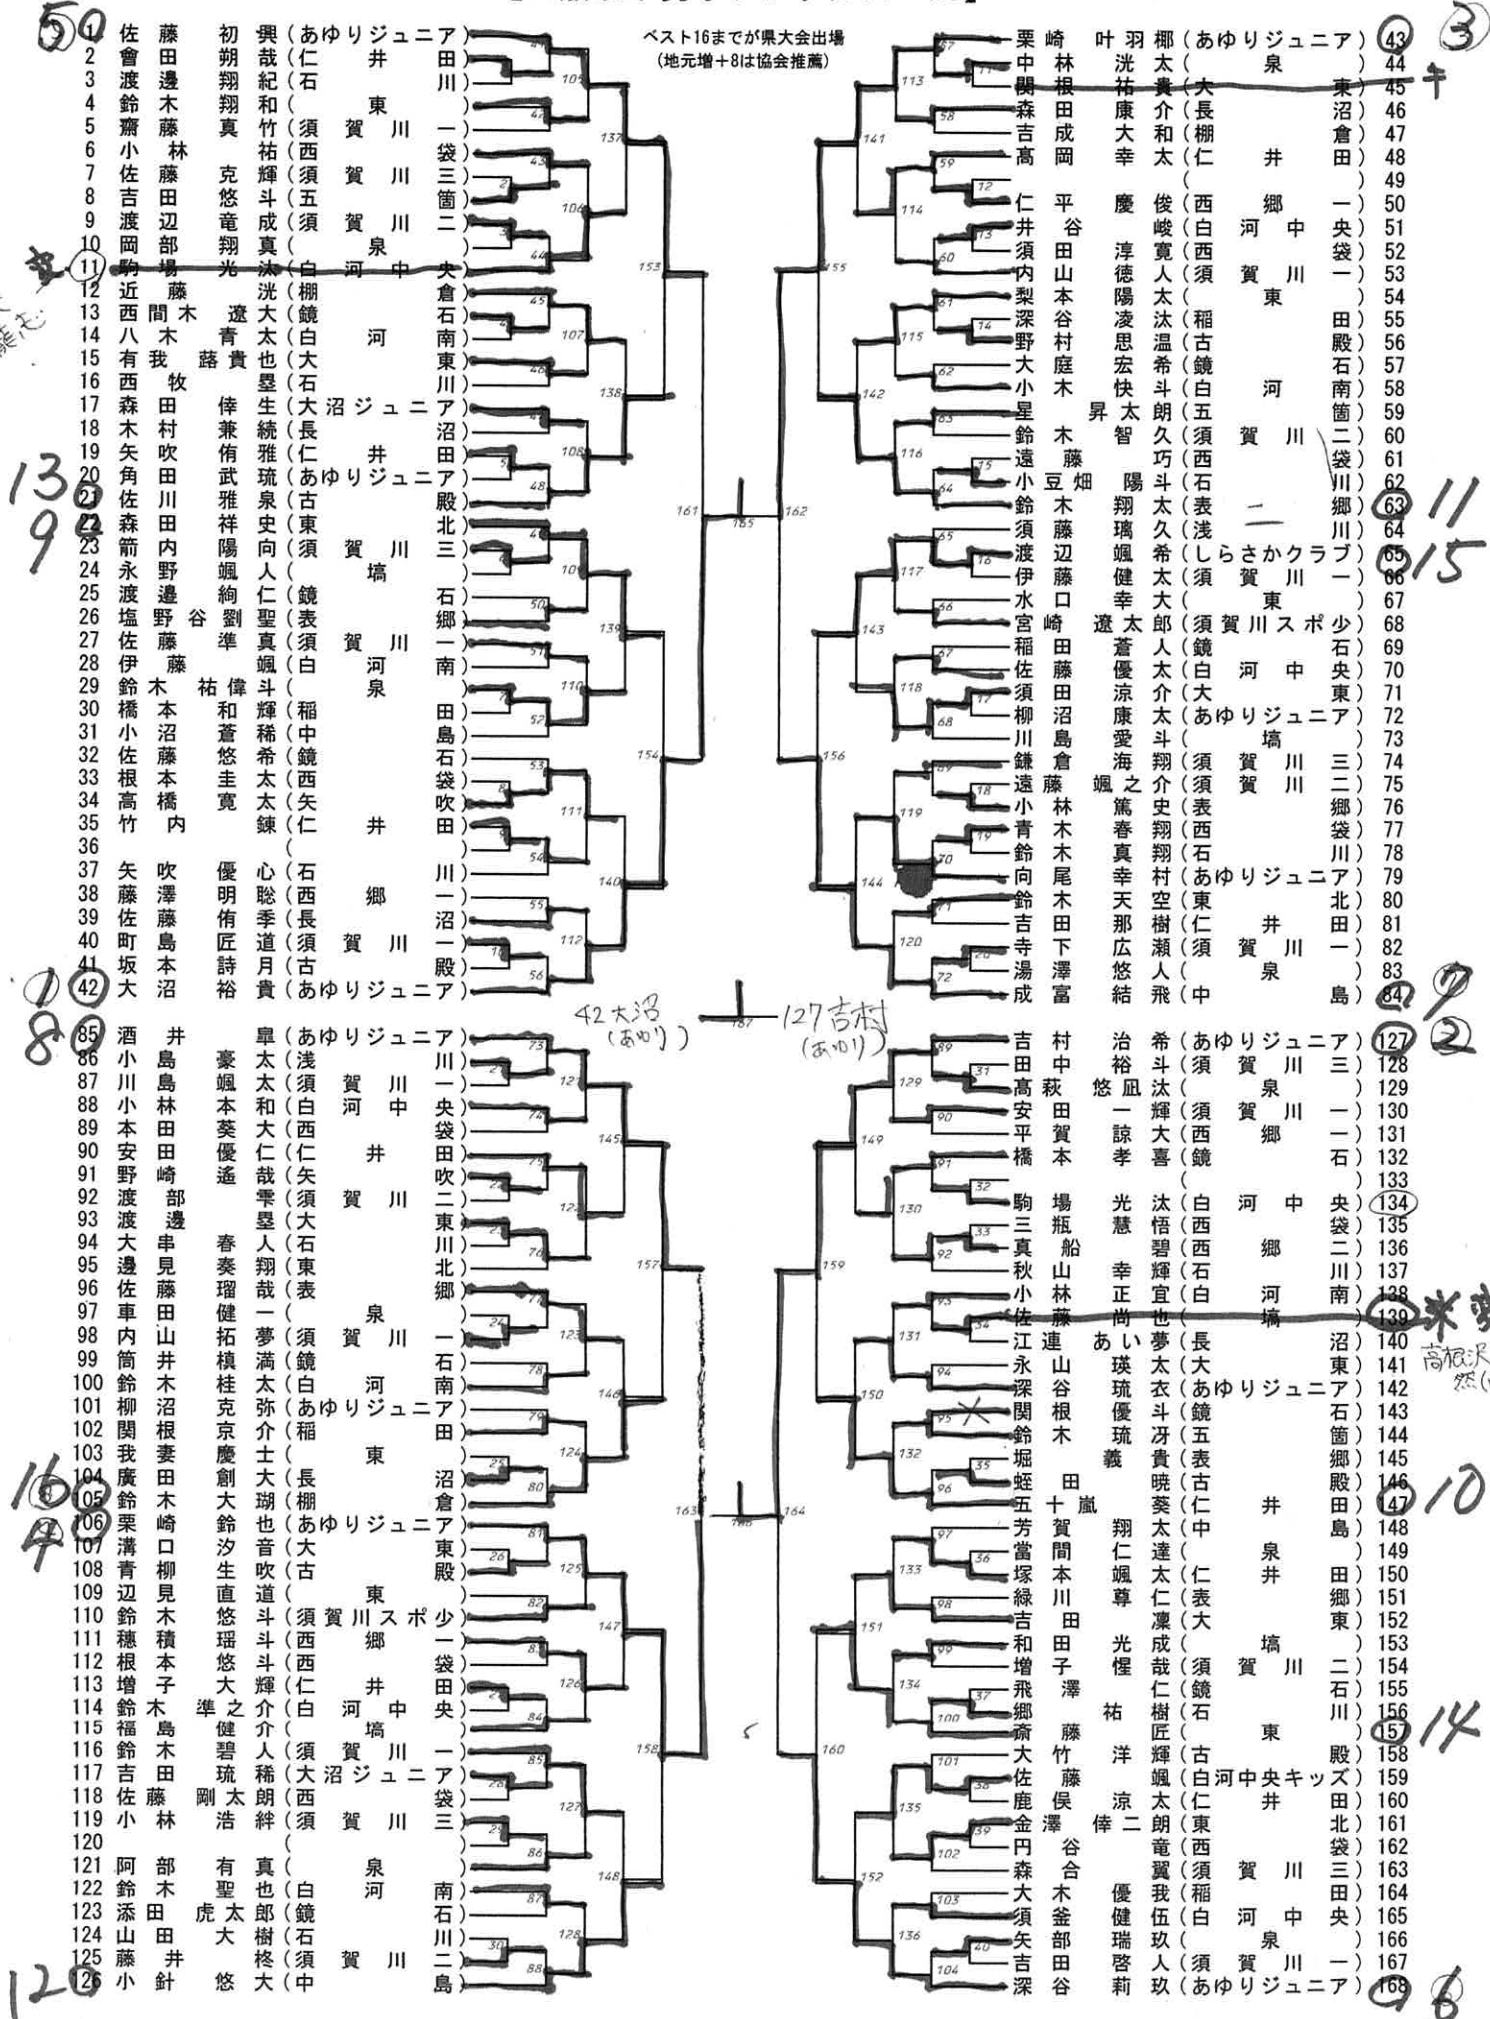 ベスト16までが県大会出場
(地元増+8は協会推薦)
1 佐藤 初興(あゆりジュニア)
2 會田 朔哉(仁井田)
3 渡邊 翔紀(石川)
4 鈴木 翔和(東)
5 齋藤 真竹(須賀川一)
6 小林 祐(西袋)
7 佐藤 克輝(須賀川三)
8 吉田 悠斗(五箇)
9 渡辺 竜成(須賀川二)
10 岡部 翔真(泉)
11 駒場 光汰(白河中央)
12 近藤 洸(棚倉)
13 西間木 遼大(鏡石)
14 八木 青太(白河南)
15 有我 蕗貴也(大東)
16 西牧 塁(石川)
17 森田 倖生(大沼ジュニア)
18 木村 兼続(長沼)
19 矢吹 侑雅(仁井田)
20 角田 武琉(あゆりジュニア)
21 佐川 雅泉(古殿)
22 森田 祥史(東北)
23 箭内 陽向(須賀川三)
24 永野 颯人(塙)
25 渡邉 絢仁(鏡石)
26 塩野谷 劉聖(表郷)
27 佐藤 準真(須賀川一)
28 伊藤 颯(白河南)
29 鈴木 祐偉斗(泉)
30 橋本 和輝(稲田)
31 小沼 蒼稀(中島)
32 佐藤 悠希(鏡石)
33 根本 圭太(西袋)
34 高橋 寛太(矢吹)
35 竹内 錬(仁井田)
36 (
37 矢吹 優心(石川)
38 藤澤 明聡(西郷一)
39 佐藤 侑季(長沼)
40 町島 匠道(須賀川一)
41 坂本 詩月(古殿)
42 大沼 裕貴(あゆりジュニア)
栗崎 叶羽椰(あゆりジュニア) 43
中林 洸太(泉) 44
関根 祐貴(大東) 45
森田 康介(長沼) 46
吉成 大和(棚倉) 47
高岡 幸太(仁井田) 48
( ) 49
仁平 慶俊(西郷一) 50
井谷 峻(白河中央) 51
須田 淳寛(西袋) 52
内山 徳人(須賀川一) 53
梨本 陽太(東) 54
深谷 凌汰(稲田) 55
野村 思温(古殿) 56
大庭 宏希(鏡石) 57
小木 快斗(白河南) 58
星 昇太朗(五箇) 59
鈴木 智久(須賀川二) 60
遠藤 巧(西袋) 61
小豆畑 陽斗(石川) 62
鈴木 翔太(表郷) 63
須藤 璃久(浅川) 64
渡辺 颯希(しらさかクラブ) 65
伊藤 健太(須賀川一) 66
水口 幸大(東) 67
宮崎 遼太郎(須賀川スポ少) 68
稲田 蒼人(鏡石) 69
佐藤 優太(白河中央) 70
須田 涼介(大東) 71
柳沼 康太(あゆりジュニア) 72
川島 愛斗(塙) 73
鎌倉 海翔(須賀川三) 74
遠藤 颯之介(須賀川二) 75
小林 篤史(表郷) 76
青木 春翔(西袋) 77
鈴木 真翔(石川) 78
向尾 幸村(あゆりジュニア) 79
鈴木 天空(東北) 80
吉田 那樹(仁井田) 81
寺下 広瀬(須賀川一) 82
湯澤 悠人(泉) 83
成富 結飛(中島) 84
42大沼
(あゆり)
127吉村
(あゆり)
85 酒井 皐(あゆりジュニア)
86 小島 豪太(浅川)
87 川島 颯太(須賀川一)
88 小林 本和(白河中央)
89 本田 葵大(西袋)
90 安田 優仁(仁井田)
91 野崎 遙哉(矢吹)
92 渡部 雫(須賀川二)
93 渡邊 塁(大東)
94 大串 春人(石川)
95 邊見 奏翔(東北)
96 佐藤 瑠哉(表郷)
97 車田 健一(泉)
98 内山 拓夢(須賀川一)
99 筒井 槙満(鏡石)
100 鈴木 桂太(白河南)
101 柳沼 克弥(あゆりジュニア)
102 関根 京介(稲田)
103 我妻 慶士(東)
104 廣田 創大(長沼)
105 鈴木 大瑚(棚倉)
106 栗崎 鈴也(あゆりジュニア)
107 溝口 汐音(大東)
108 青柳 生吹(古殿)
109 辺見 直道(東)
110 鈴木 悠斗(須賀川スポ少)
111 穂積 瑶斗(西郷一)
112 根本 悠斗(西袋)
113 増子 大輝(仁井田)
114 鈴木 準之介(白河中央)
115 福島 健介(塙)
116 鈴木 碧人(須賀川一)
117 吉田 琉稀(大沼ジュニア)
118 佐藤 剛太朗(西袋)
119 小林 浩絆(須賀川三)
120 (
121 阿部 有真(泉)
122 鈴木 聖也(白河南)
123 添田 虎太郎(鏡石)
124 山田 大樹(石川)
125 藤井 柊(須賀川二)
126 小針 悠大(中島)
吉村 治希(あゆりジュニア) 127
田中 裕斗(須賀川三) 128
高萩 悠凪汰(泉) 129
安田 一輝(須賀川一) 130
平賀 諒大(西郷一) 131
橋本 孝喜(鏡石) 132
( ) 133
駒場 光汰(白河中央) 134
三瓶 慧悟(西袋) 135
真船 碧(西郷二) 136
秋山 幸輝(石川) 137
小林 正宜(白河南) 138
佐藤 尚也(塙) 139
江連 あい夢(長沼) 140
永山 瑛太(大東) 141
深谷 琉衣(あゆりジュニア) 142
関根 優斗(鏡石) 143
鈴木 琉冴(五箇) 144
堀 義貴(表郷) 145
蛭田 暁(古殿) 146
五十嵐 葵(仁井田) 147
芳賀 翔太(中島) 148
當間 仁達(泉) 149
塚本 颯太(仁井田) 150
緑川 尊仁(表郷) 151
吉田 凜(大東) 152
和田 光成(塙) 153
増子 惺哉(須賀川二) 154
飛澤 仁(鏡石) 155
郷 祐樹(石川) 156
斎藤 匠(東) 157
大竹 洋輝(古殿) 158
佐藤 颯(白河中央キッズ) 159
鹿俣 涼太(仁井田) 160
金澤 倖二朗(東北) 161
円谷 竜(西袋) 162
森合 翼(須賀川三) 163
大木 優我(稲田) 164
須釜 健伍(白河中央) 165
矢部 瑞玖(泉) 166
吉田 啓人(須賀川一) 167
深谷 莉玖(あゆりジュニア) 168